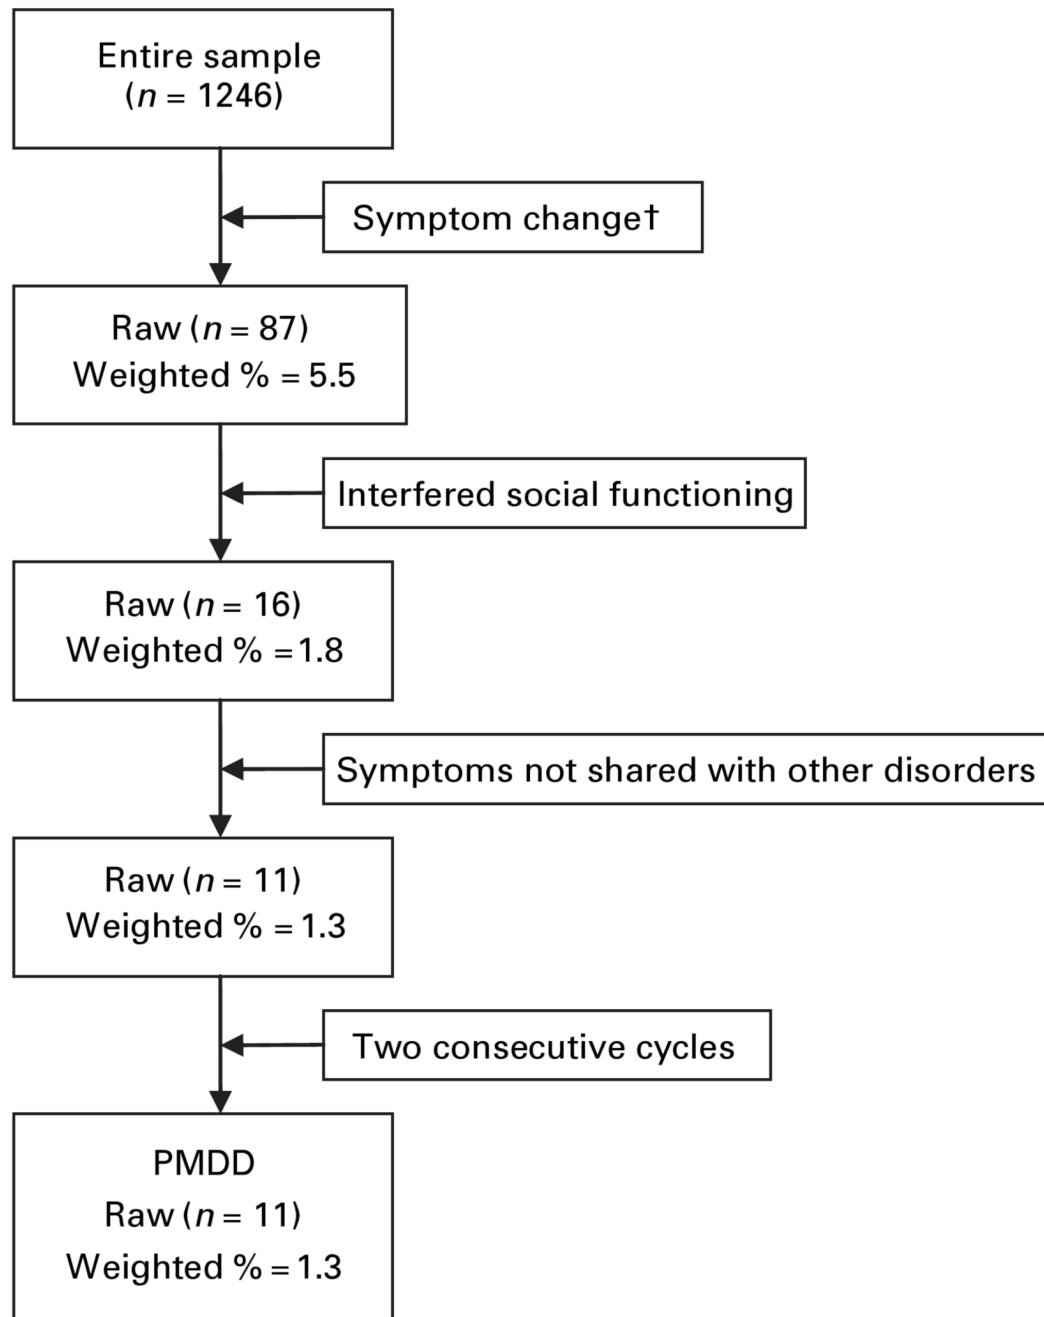 Entire sample
(n = 1246)
Symptom change†
Raw (n = 87)
Weighted % = 5.5
Interfered social functioning
Raw (n = 16)
Weighted % = 1.8
Symptoms not shared with other disorders
Raw (n = 11)
Weighted % = 1.3
Two consecutive cycles
PMDD
Raw (n = 11)
Weighted % = 1.3